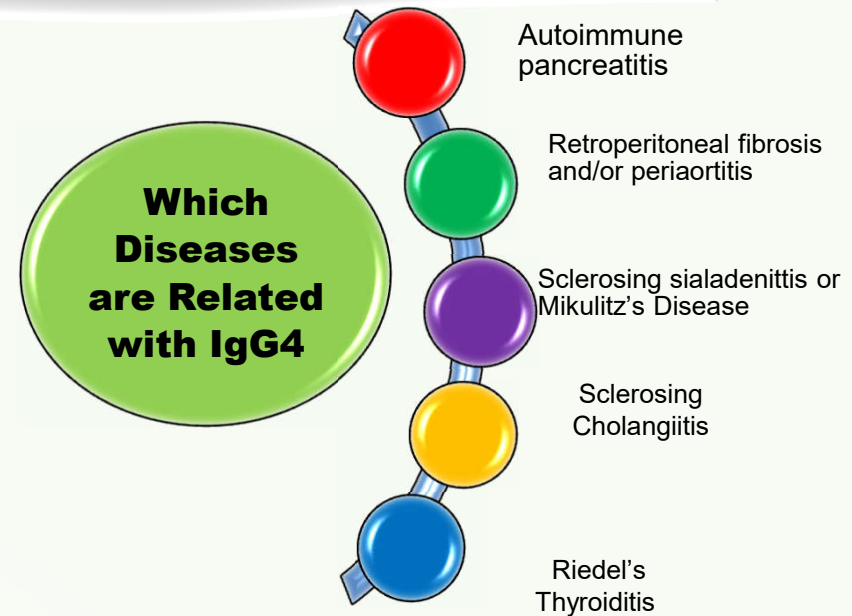 Which
Diseases
are Related
with IgG4
Autoimmune
pancreatitis
Retroperitoneal fibrosis
and/or periaortitis
Sclerosing sialadenittis or
Mikulitz’s Disease
Sclerosing
Cholangiitis
Riedel’s
Thyroiditis